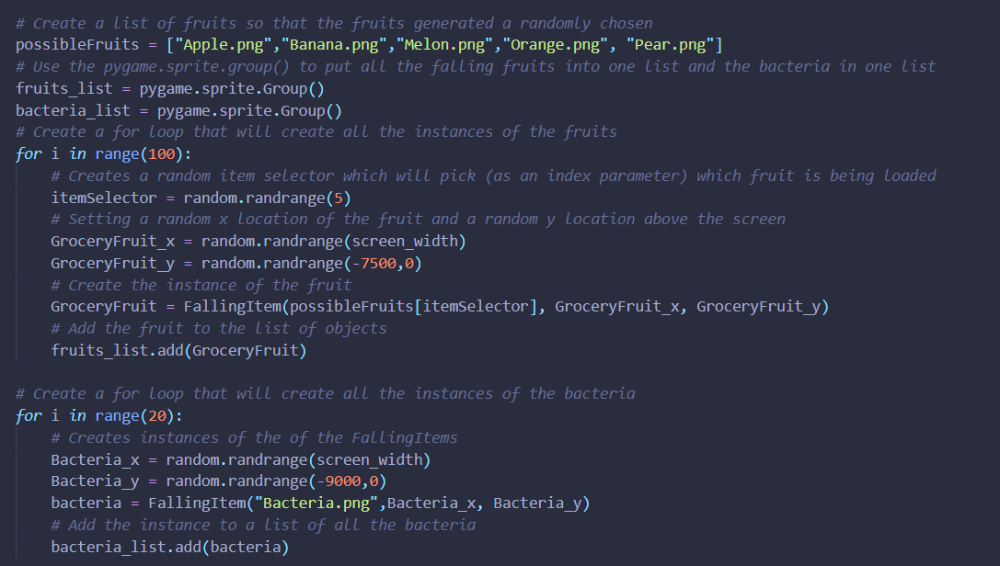 # Create a list of fruits so that the fruits generated a randomly chosen
possibleFruits = ["Apple.png","Banana.png","Melon.png","Orange.png", "Pear.png"]
# Use the pygame.sprite.group() to put all the falling fruits into one list and the bacteria in one list
fruits_list = pygame.sprite.Group()
bacteria_list = pygame.sprite.Group()
# Create a for loop that will create all the instances of the fruits
for i in range(100):
    # Creates a random item selector which will pick (as an index parameter) which fruit is being loaded
    itemSelector = random.randrange(5)
    # Setting a random x location of the fruit and a random y location above the screen
    GroceryFruit_x = random.randrange(screen_width)
    GroceryFruit_y = random.randrange(-7500,0)
    # Create the instance of the fruit
    GroceryFruit = FallingItem(possibleFruits[itemSelector], GroceryFruit_x, GroceryFruit_y)
    # Add the fruit to the list of objects
    fruits_list.add(GroceryFruit)

# Create a for loop that will create all the instances of the bacteria
for i in range(20):
    # Creates instances of the of the FallingItems
    Bacteria_x = random.randrange(screen_width)
    Bacteria_y = random.randrange(-9000,0)
    bacteria = FallingItem("Bacteria.png",Bacteria_x, Bacteria_y)
    # Add the instance to a list of all the bacteria
    bacteria_list.add(bacteria)